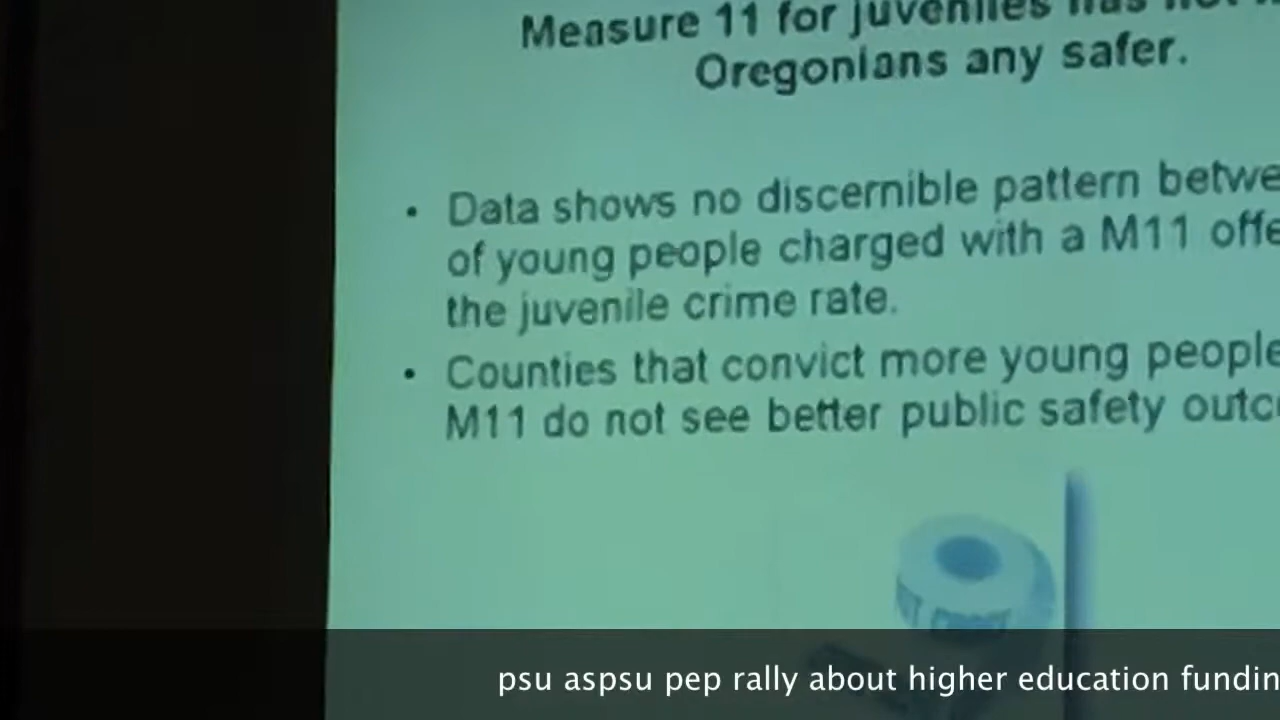 Measure 11 for juveniles has not
Oregonians any safer.
• Data shows no discernible pattern betwe
of young people charged with a M11 offe
the juvenile crime rate.
• Counties that convict more young people
M11 do not see better public safety outc
psu aspsu pep rally about higher education fundin